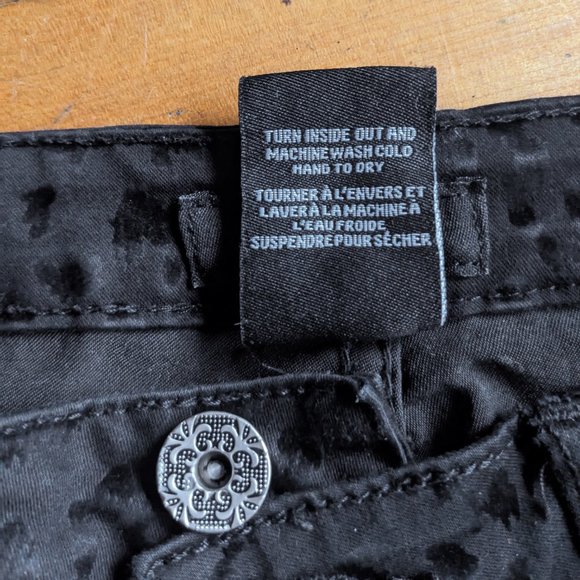 TURN INSIDE OUT AND
MACHINE WASH COLD
HAND TO DRY
TOURNER À L'ENVERS ET
LAVER À LA MACHINE À
L'EAU FROIDE
SUSPENDRE POUR SÉCHER